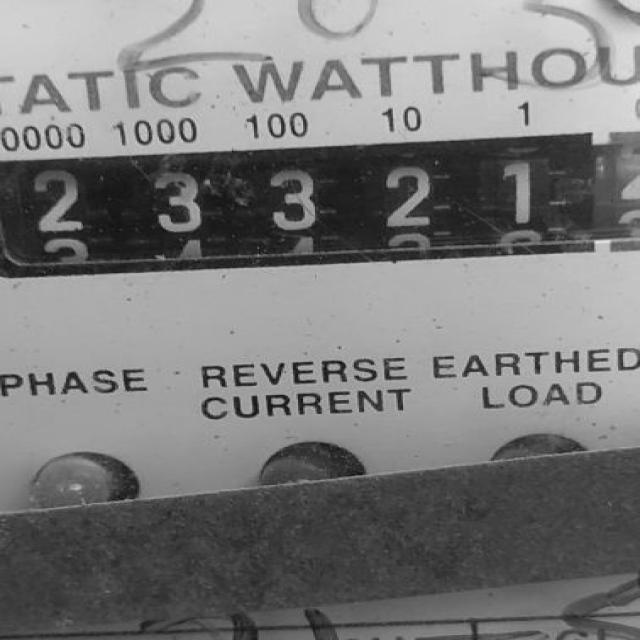 TATIC WATTHOU
0000 1000 100 10 1
2 3 3 2 1
PHASE REVERSE EARTHED
CURRENT LOAD